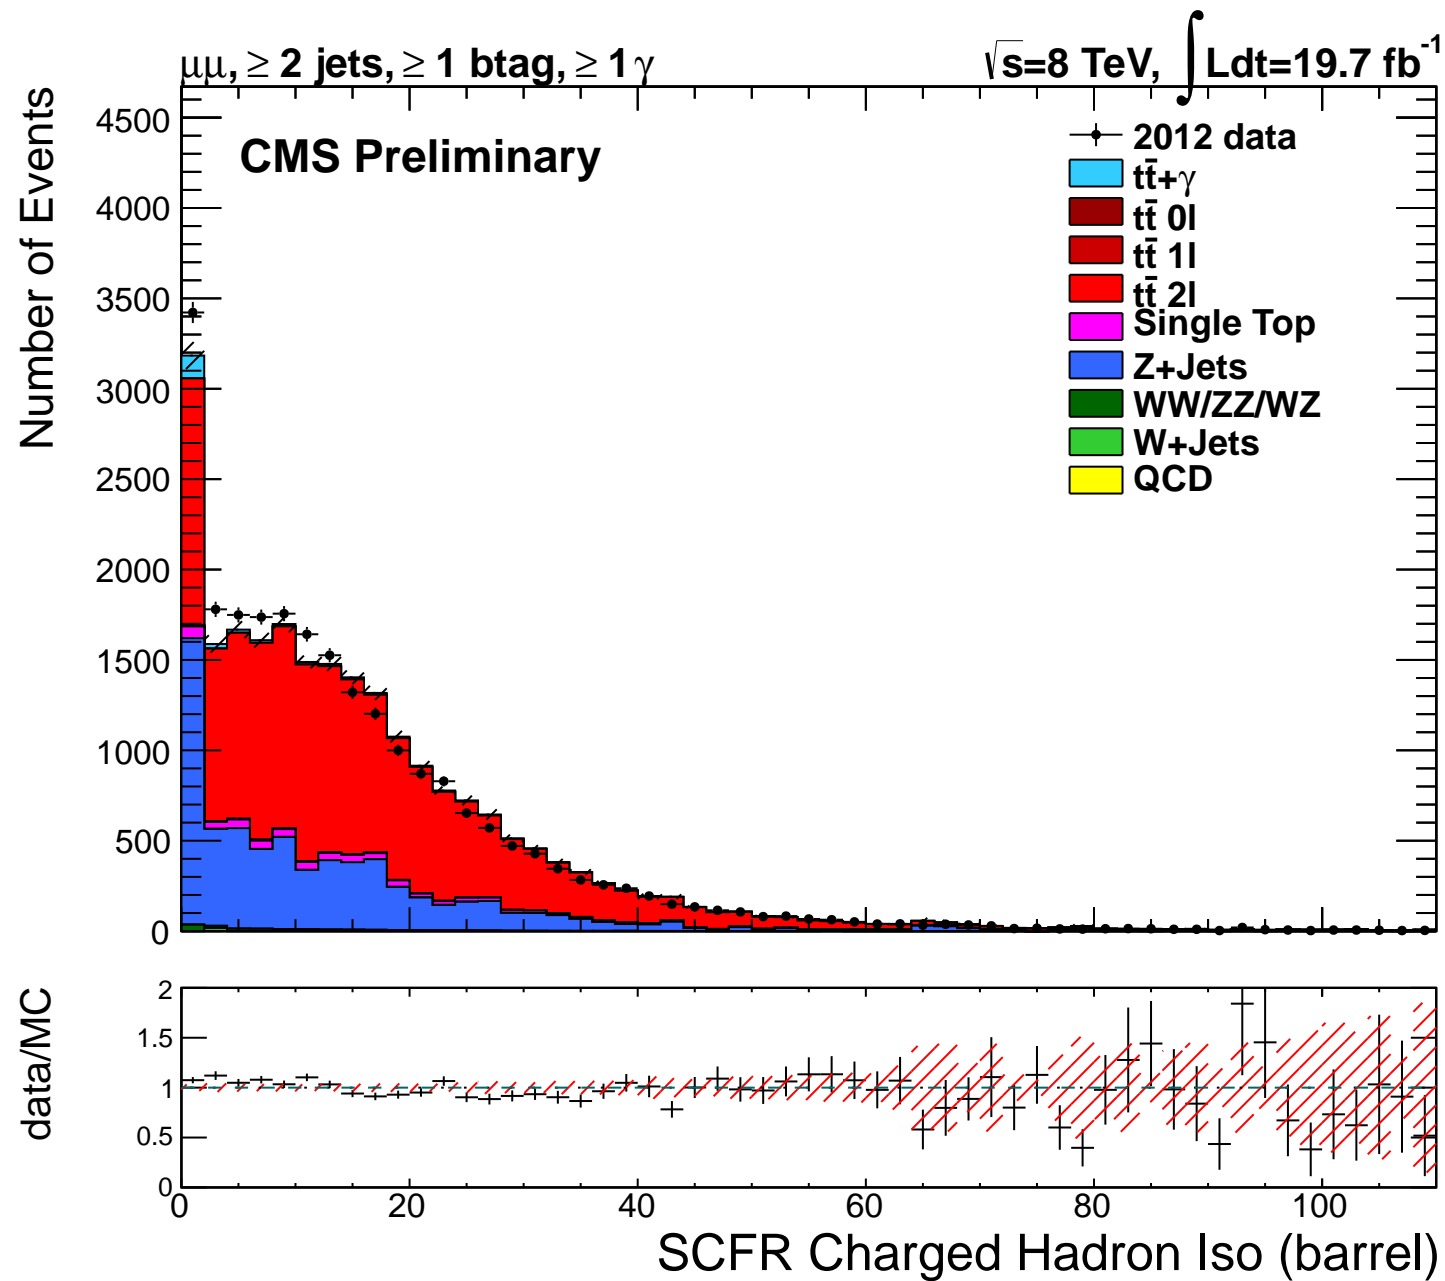 μμ, ≥ 2 jets, ≥ 1 btag, ≥ 1 γ
√s=8 TeV, ∫Ldt=19.7 fb⁻¹
CMS Preliminary
2012 data
tt̄+γ
tt̄ 0l
tt̄ 1l
tt̄ 2l
Single Top
Z+Jets
WW/ZZ/WZ
W+Jets
QCD
Number of Events
4500
4000
3500
3000
2500
2000
1500
1000
500
0
data/MC
2
1.5
1
0.5
0
0 20 40 60 80 100
SCFR Charged Hadron Iso (barrel)